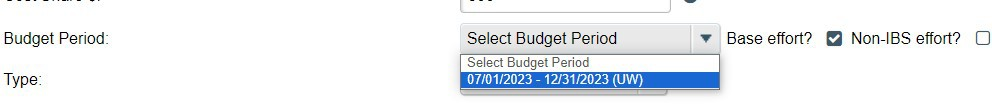 Budget Period: Select Budget Period Base effort? Non-IBS effort?
Select Budget Period
07/01/2023 - 12/31/2023 (UW)
Type: